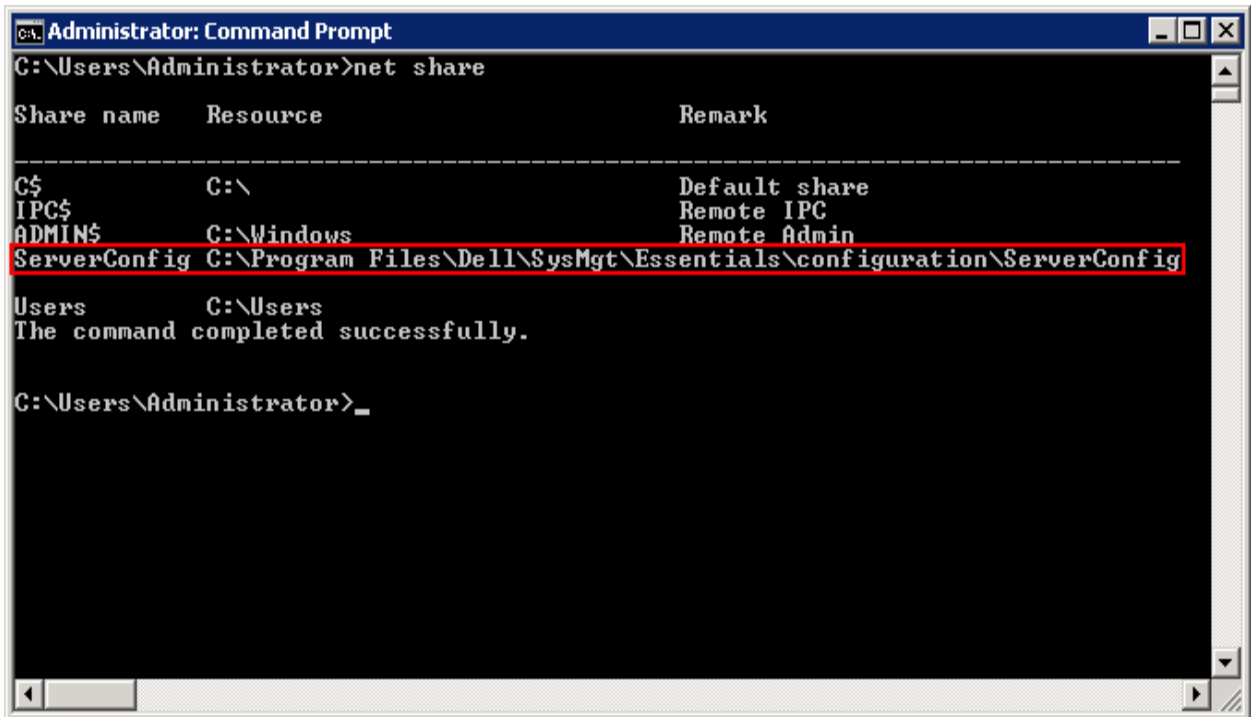 Administrator: Command Prompt
C:\Users\Administrator>net share
Share name   Resource                        Remark
-------------------------------------------------------------------------------
C$           C:\                             Default share
IPC$                                         Remote IPC
ADMIN$       C:\Windows                      Remote Admin
ServerConfig C:\Program Files\Dell\SysMgt\Essentials\configuration\ServerConfig
Users        C:\Users
The command completed successfully.
C:\Users\Administrator>_